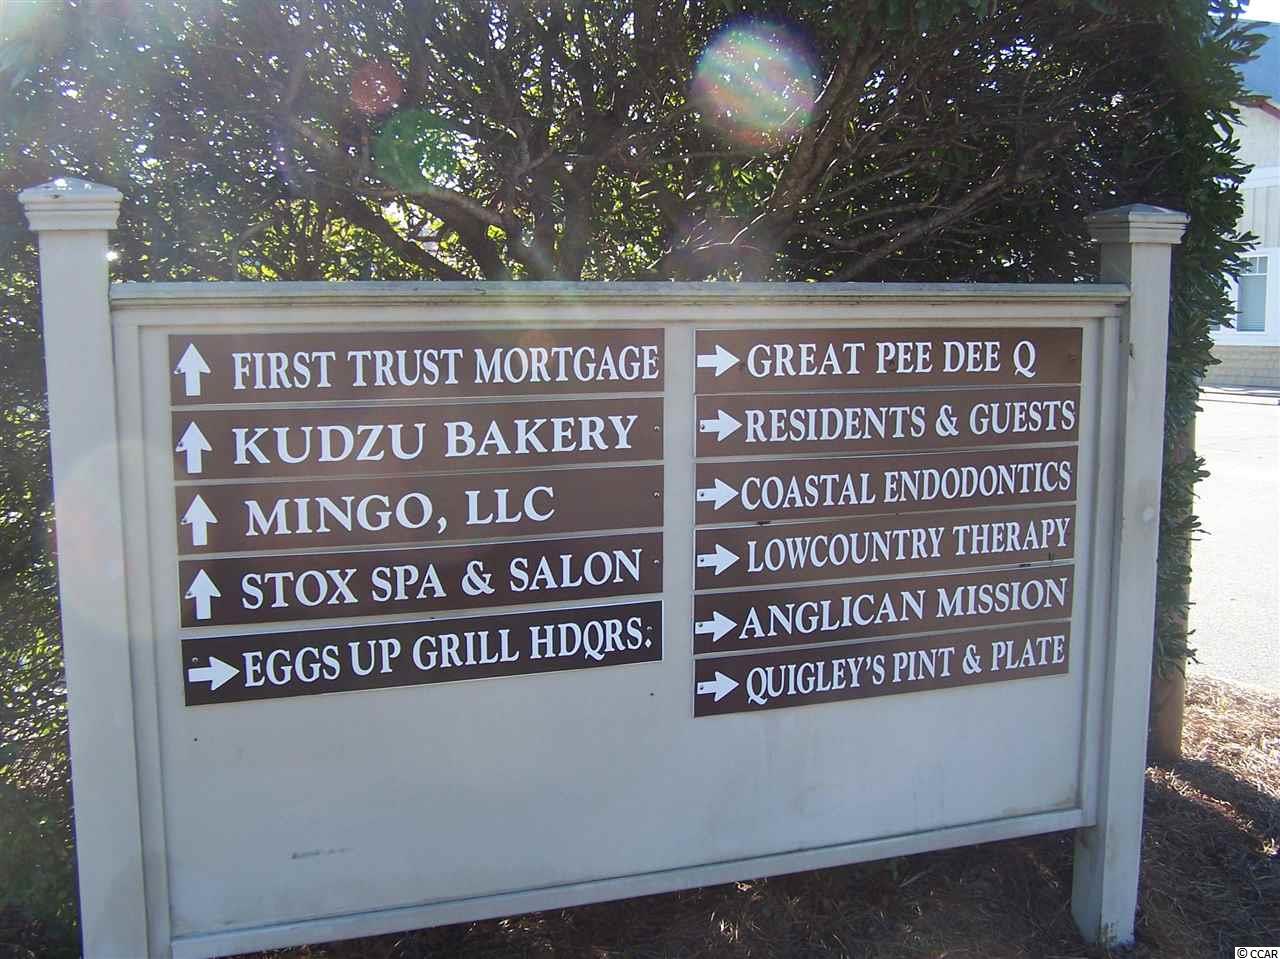 FIRST TRUST MORTGAGE
KUDZU BAKERY
MINGO, LLC
STOX SPA & SALON
EGGS UP GRILL HDQRS.
GREAT PEE DEE Q
RESIDENTS & GUESTS
COASTAL ENDODONTICS
LOWCOUNTRY THERAPY
ANGLICAN MISSION
QUIGLEY'S PINT & PLATE
© CCAR